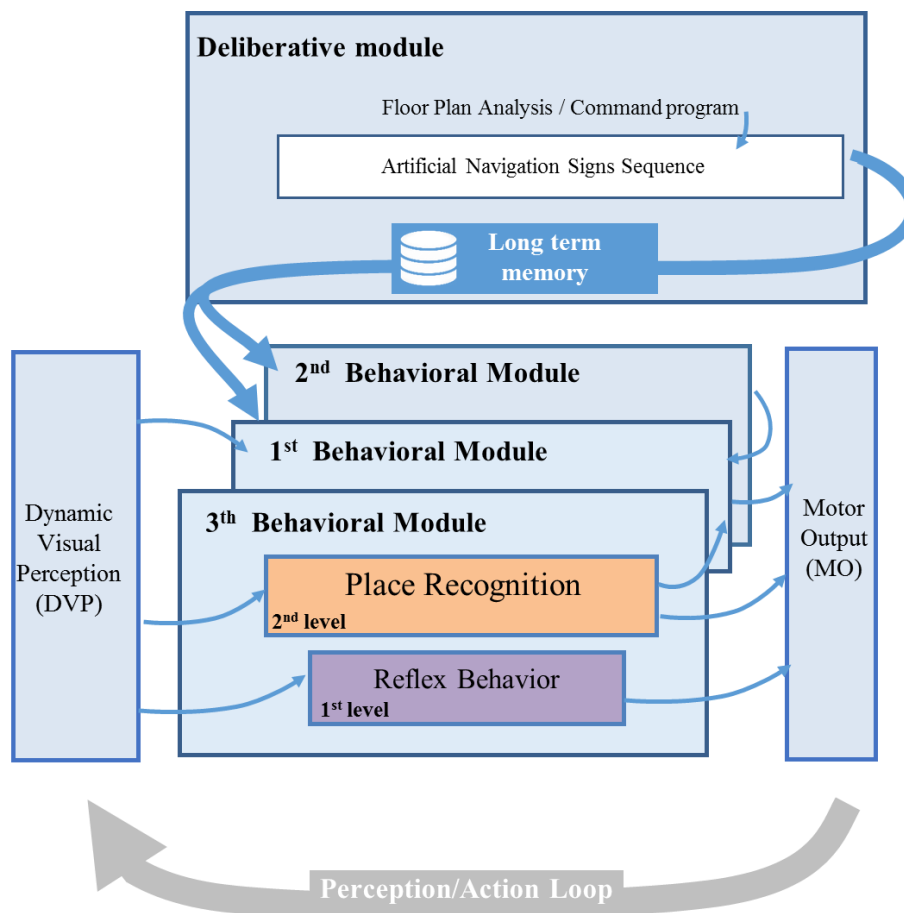 Deliberative module
Floor Plan Analysis / Command program
Artificial Navigation Signs Sequence
Long term
memory
2nd Behavioral Module
1st Behavioral Module
3th Behavioral Module
Dynamic
Visual
Perception
(DVP)
Place Recognition
2nd level
Reflex Behavior
1st level
Motor
Output
(MO)
Perception/Action Loop